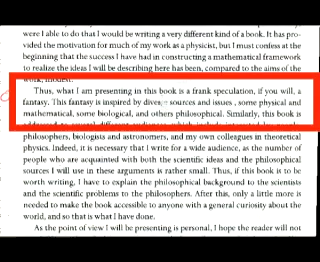 were I able to do that I would be writing a very different kind of a book. It has pro-
vided the motivation for much of my work as a physicist, but I must confess at the
beginning that the success I have had in constructing a mathematical framework
to realize the ideas I will be describing here has been, compared to the aims of the
work, modest.
Thus, what I am presenting in this book is a frank speculation, if you will, a
fantasy. This fantasy is inspired by diverse sources and issues, some physical and
mathematical, some biological, and others philosophical. Similarly, this book is
philosophers, biologists and astronomers, and my own colleagues in theoretical
physics. Indeed, it is necessary that I write for a wide audience, as the number of
people who are acquainted with both the scientific ideas and the philosophical
sources I will use in these arguments is rather small. Thus, if this book is to be
worth writing, I have to explain the philosophical background to the scientists
and the scientific problems to the philosophers. After this, only a little more is
needed to make the book accessible to anyone with a general curiosity about the
world, and so that is what I have done.
As the point of view I will be presenting is personal, I hope the reader will not